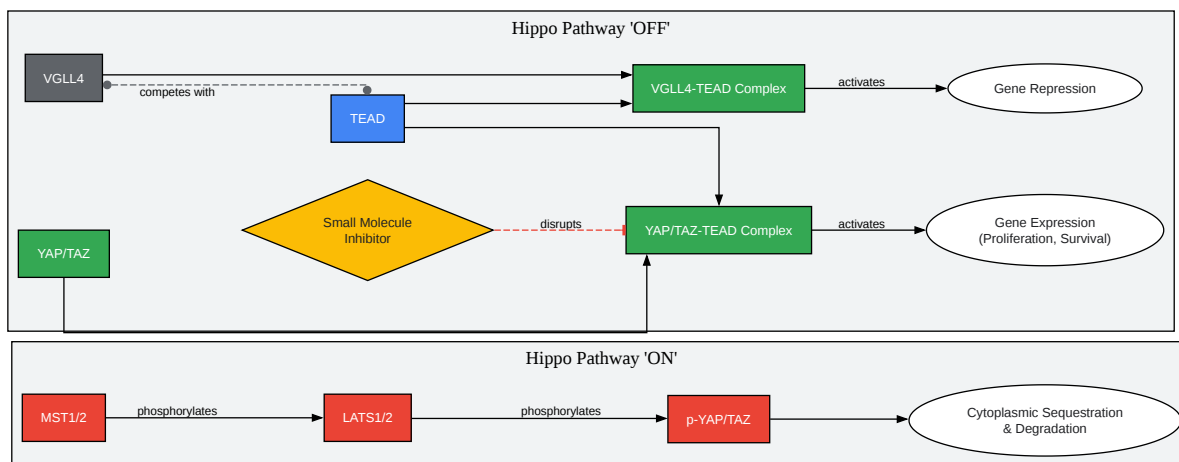 Hippo Pathway 'OFF'
VGLL4
competes with
TEAD
VGLL4-TEAD Complex
activates
Gene Repression
Small Molecule
Inhibitor
disrupts
YAP/TAZ-TEAD Complex
activates
Gene Expression
(Proliferation, Survival)
YAP/TAZ
Hippo Pathway 'ON'
MST1/2
phosphorylates
LATS1/2
phosphorylates
p-YAP/TAZ
Cytoplasmic Sequestration
& Degradation